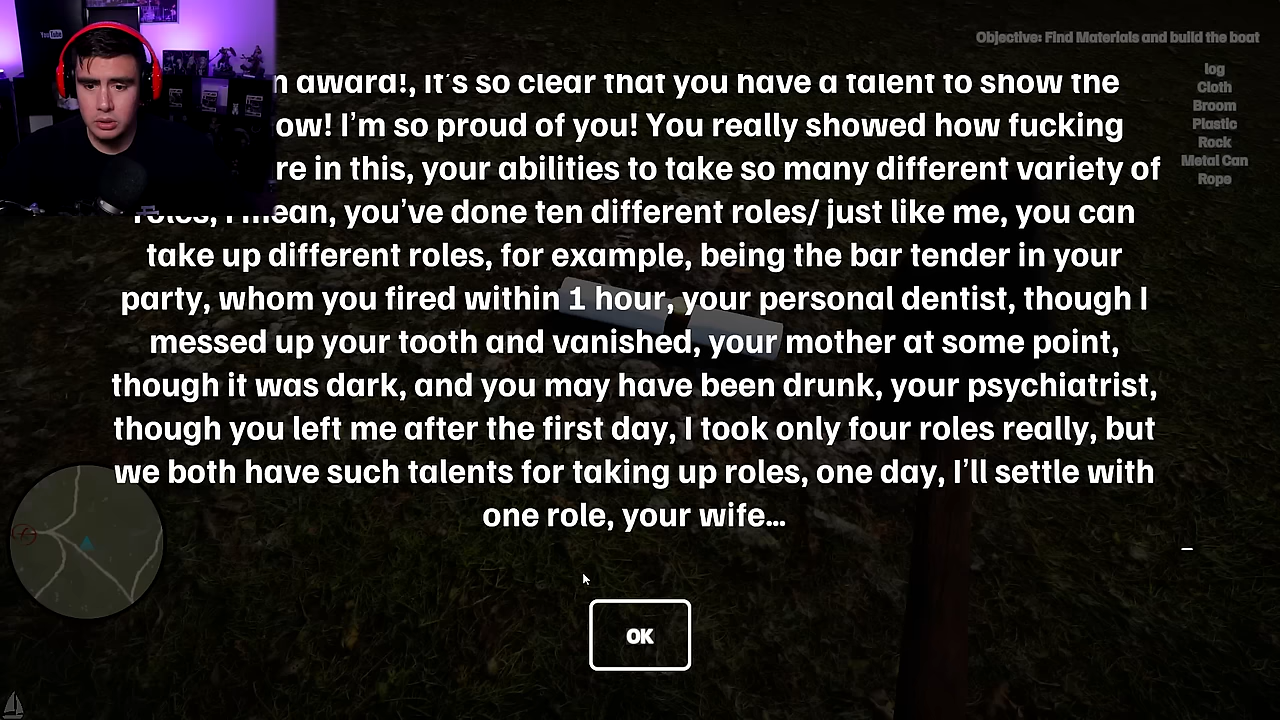 YouTube
Objective: Find Materials and build the boat
log
Cloth
Broom
Plastic
Rock
Metal Can
Rope
award!, It's so clear that you have a talent to show the
I'm so proud of you! You really showed how fucking
in this, your abilities to take so many different variety of
roles, I mean, you've done ten different roles/ just like me, you can
take up different roles, for example, being the bar tender in your
party, whom you fired within 1 hour, your personal dentist, though I
messed up your tooth and vanished, your mother at some point,
though it was dark, and you may have been drunk, your psychiatrist,
though you left me after the first day, I took only four roles really, but
we both have such talents for taking up roles, one day, I'll settle with
one role, your wife...
OK